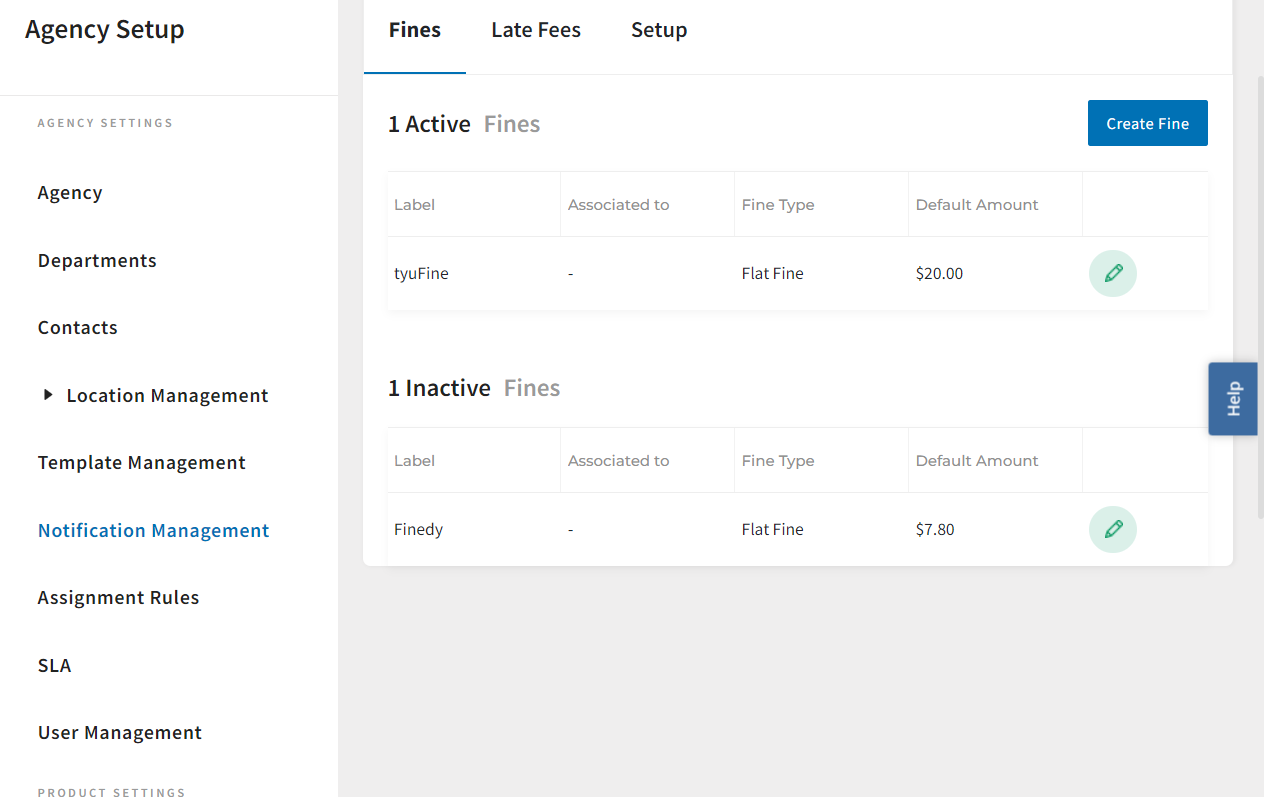 Agency Setup
AGENCY SETTINGS
Agency
Departments
Contacts
Location Management
Template Management
Notification Management
Assignment Rules
SLA
User Management
PRODUCT SETTINGS
Fines Late Fees Setup
1 Active Fines
Create Fine
Label Associated to Fine Type Default Amount
tyuFine - Flat Fine $20.00
1 Inactive Fines
Label Associated to Fine Type Default Amount
Finedy - Flat Fine $7.80
Help